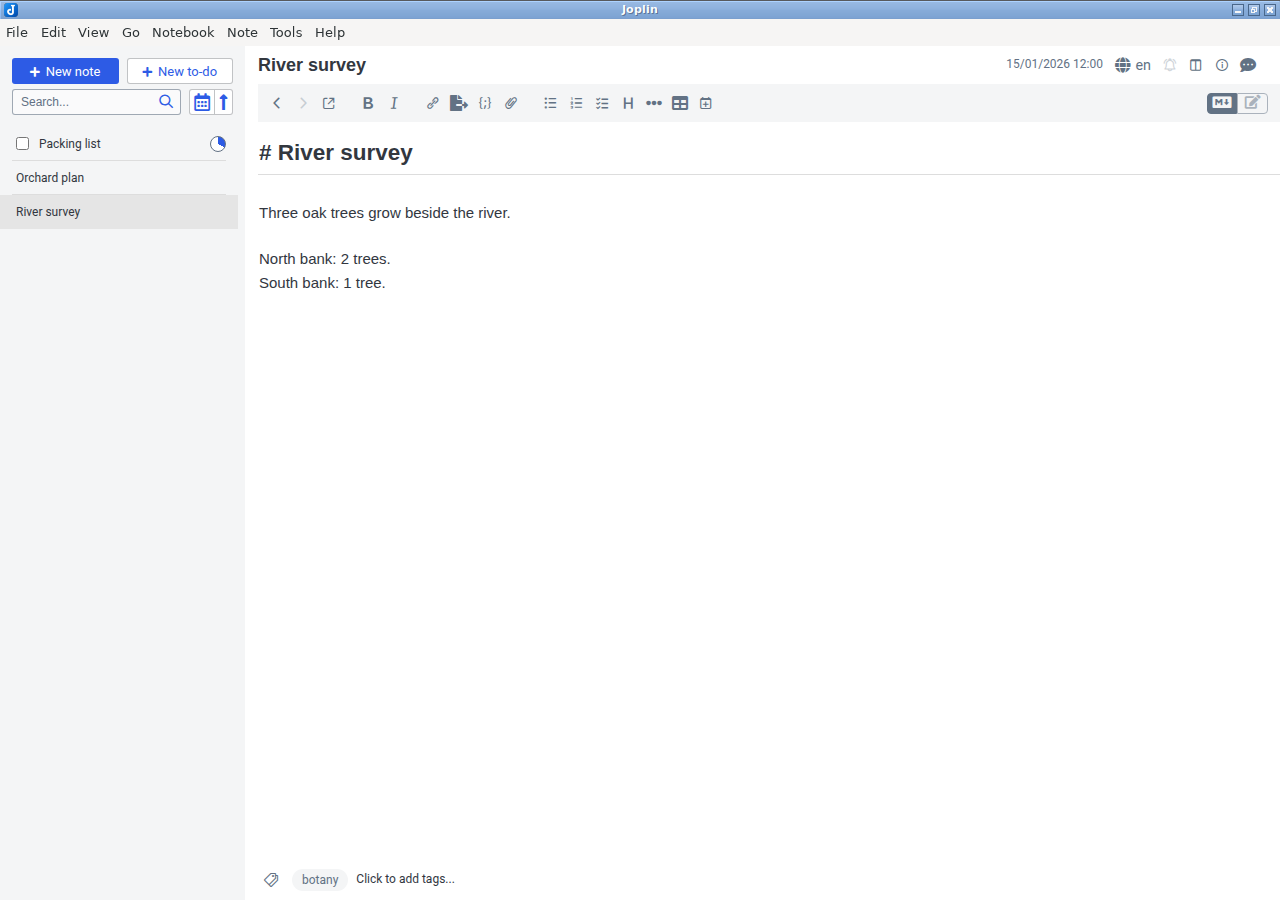 Joplin
File Edit View Go Notebook Note Tools Help
New note
New to-do
Search...
Packing list
Orchard plan
River survey
River survey
15/01/2026 12:00
en
# River survey
Three oak trees grow beside the river.
North bank: 2 trees.
South bank: 1 tree.
botany
Click to add tags...